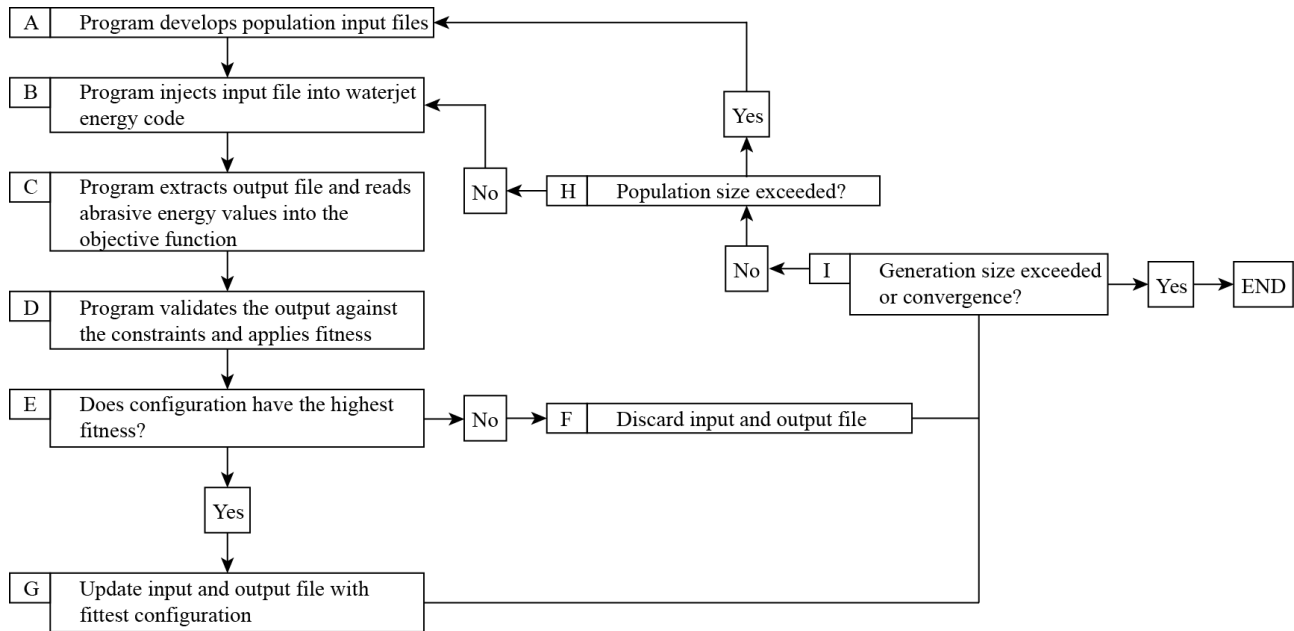 A
Program develops population input files
B
Program injects input file into waterjet
energy code
C
Program extracts output file and reads
abrasive energy values into the
objective function
D
Program validates the output against
the constraints and applies fitness
E
Does configuration have the highest
fitness?
No
F
Discard input and output file
Yes
G
Update input and output file with
fittest configuration
Yes
No
H
Population size exceeded?
No
I
Generation size exceeded
or convergence?
Yes
END